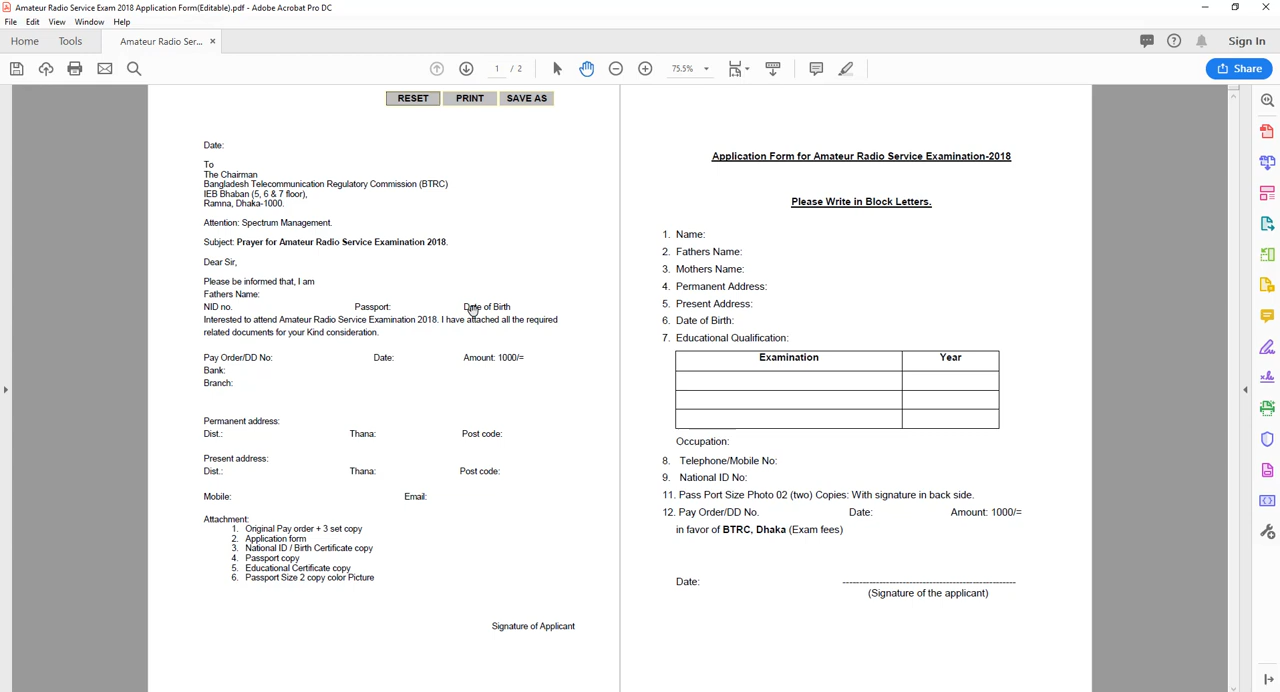 Amateur Radio Service Exam 2018 Application Form(Editable).pdf - Adobe Acrobat Pro DC
File Edit View Window Help
Home Tools Amateur Radio Ser... × Sign In
1 / 2 75.5% Share
RESET PRINT SAVE AS
Date:
To
The Chairman
Bangladesh Telecommunication Regulatory Commission (BTRC)
IEB Bhaban (5, 6 & 7 floor),
Ramna, Dhaka-1000.
Attention: Spectrum Management.
Subject: Prayer for Amateur Radio Service Examination 2018.
Dear Sir,
Please be informed that, I am
Fathers Name:
NID no. Passport: Date of Birth
Interested to attend Amateur Radio Service Examination 2018. I have attached all the required
related documents for your Kind consideration.
Pay Order/DD No: Date: Amount: 1000/=
Bank:
Branch:
Permanent address:
Dist.: Thana: Post code:
Present address:
Dist.: Thana: Post code:
Mobile: Email:
Attachment:
1. Original Pay order + 3 set copy
2. Application form
3. National ID / Birth Certificate copy
4. Passport copy
5. Educational Certificate copy
6. Passport Size 2 copy color Picture
Signature of Applicant
Application Form for Amateur Radio Service Examination-2018
Please Write in Block Letters.
1. Name:
2. Fathers Name:
3. Mothers Name:
4. Permanent Address:
5. Present Address:
6. Date of Birth:
7. Educational Qualification:
Examination Year
Occupation:
8. Telephone/Mobile No:
9. National ID No:
11. Pass Port Size Photo 02 (two) Copies: With signature in back side.
12. Pay Order/DD No. Date: Amount: 1000/=
in favor of BTRC, Dhaka (Exam fees)
Date:
(Signature of the applicant)